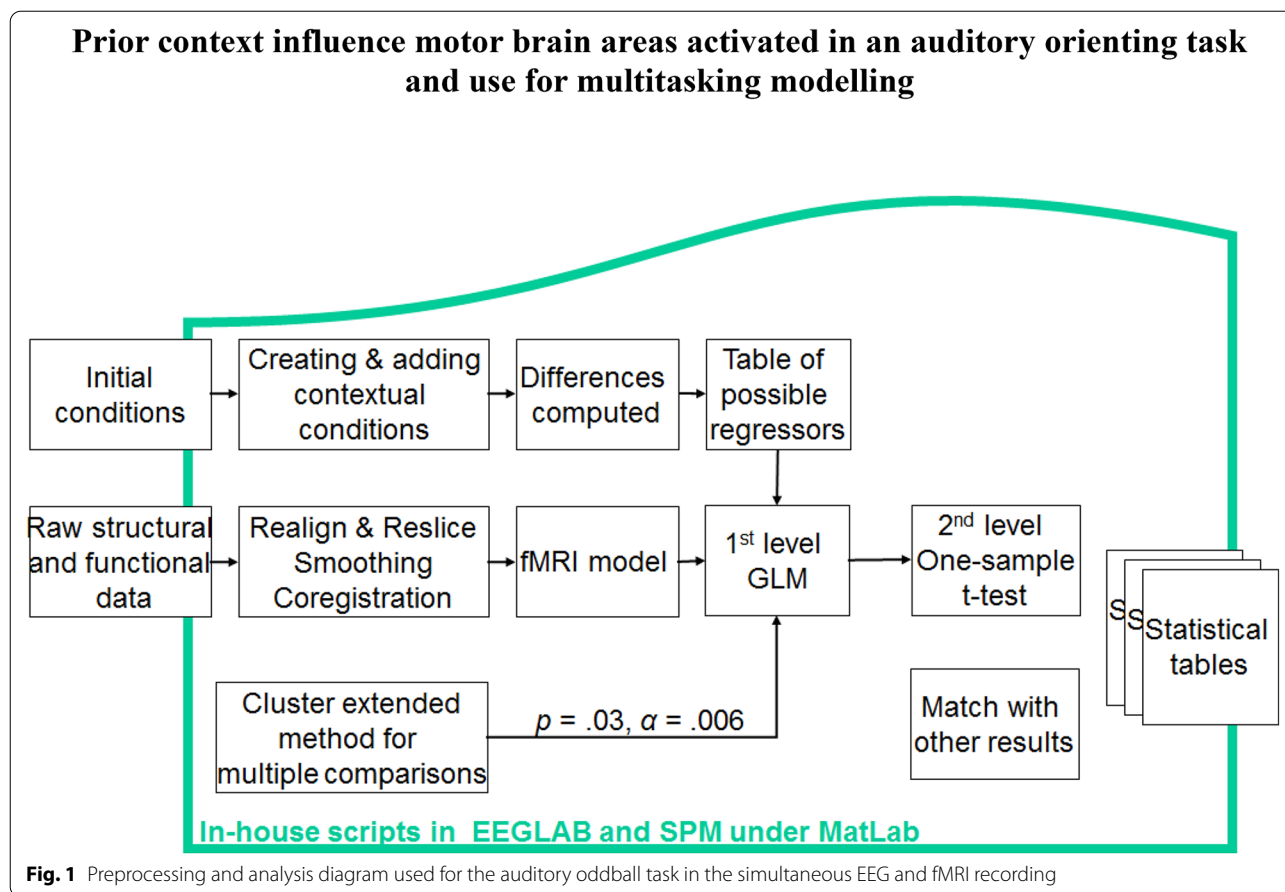 Prior context influence motor brain areas activated in an auditory orienting task
and use for multitasking modelling
Initial
conditions
Creating & adding
contextual
conditions
Differences
computed
Table of
possible
regressors
Raw structural
and functional
data
Realign & Reslice
Smoothing
Coregistration
fMRI model
1st level
GLM
2nd level
One-sample
t-test
S
S
Statistical
tables
Cluster extended
method for
multiple comparisons
p = .03, α = .006
Match with
other results
In-house scripts in EEGLAB and SPM under MatLab
Fig. 1 Preprocessing and analysis diagram used for the auditory oddball task in the simultaneous EEG and fMRI recording